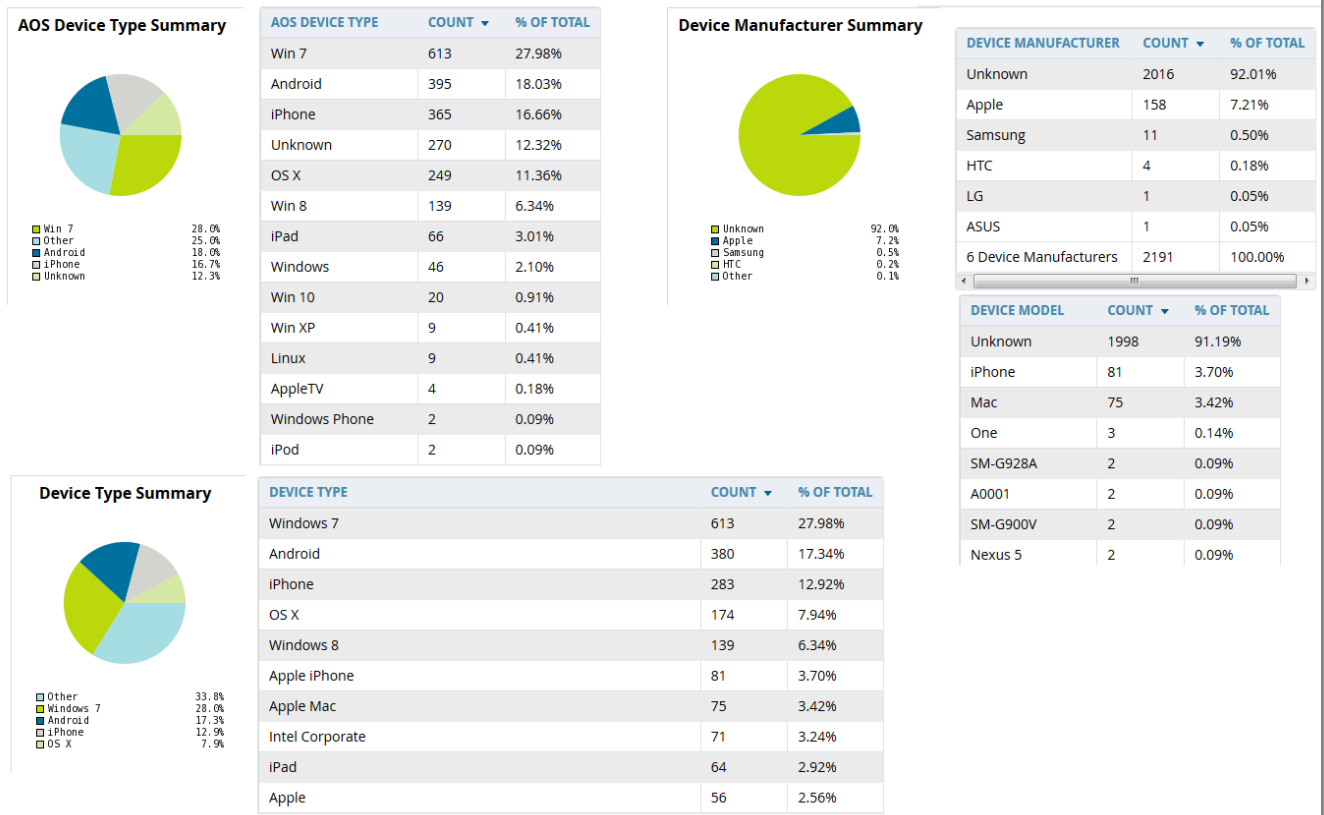 AOS Device Type Summary
Win 7 28.0%
Other 25.0%
Android 18.0%
iPhone 16.7%
Unknown 12.3%
AOS DEVICE TYPE COUNT % OF TOTAL
Win 7 613 27.98%
Android 395 18.03%
iPhone 365 16.66%
Unknown 270 12.32%
OS X 249 11.36%
Win 8 139 6.34%
iPad 66 3.01%
Windows 46 2.10%
Win 10 20 0.91%
Win XP 9 0.41%
Linux 9 0.41%
AppleTV 4 0.18%
Windows Phone 2 0.09%
iPod 2 0.09%
Device Manufacturer Summary
Unknown 92.0%
Apple 7.2%
Samsung 0.5%
HTC 0.2%
Other 0.1%
DEVICE MANUFACTURER COUNT % OF TOTAL
Unknown 2016 92.01%
Apple 158 7.21%
Samsung 11 0.50%
HTC 4 0.18%
LG 1 0.05%
ASUS 1 0.05%
6 Device Manufacturers 2191 100.00%
DEVICE MODEL COUNT % OF TOTAL
Unknown 1998 91.19%
iPhone 81 3.70%
Mac 75 3.42%
One 3 0.14%
SM-G928A 2 0.09%
A0001 2 0.09%
SM-G900V 2 0.09%
Nexus 5 2 0.09%
Device Type Summary
Other 33.8%
Windows 7 28.0%
Android 17.3%
iPhone 12.9%
OS X 7.9%
DEVICE TYPE COUNT % OF TOTAL
Windows 7 613 27.98%
Android 380 17.34%
iPhone 283 12.92%
OS X 174 7.94%
Windows 8 139 6.34%
Apple iPhone 81 3.70%
Apple Mac 75 3.42%
Intel Corporate 71 3.24%
iPad 64 2.92%
Apple 56 2.56%